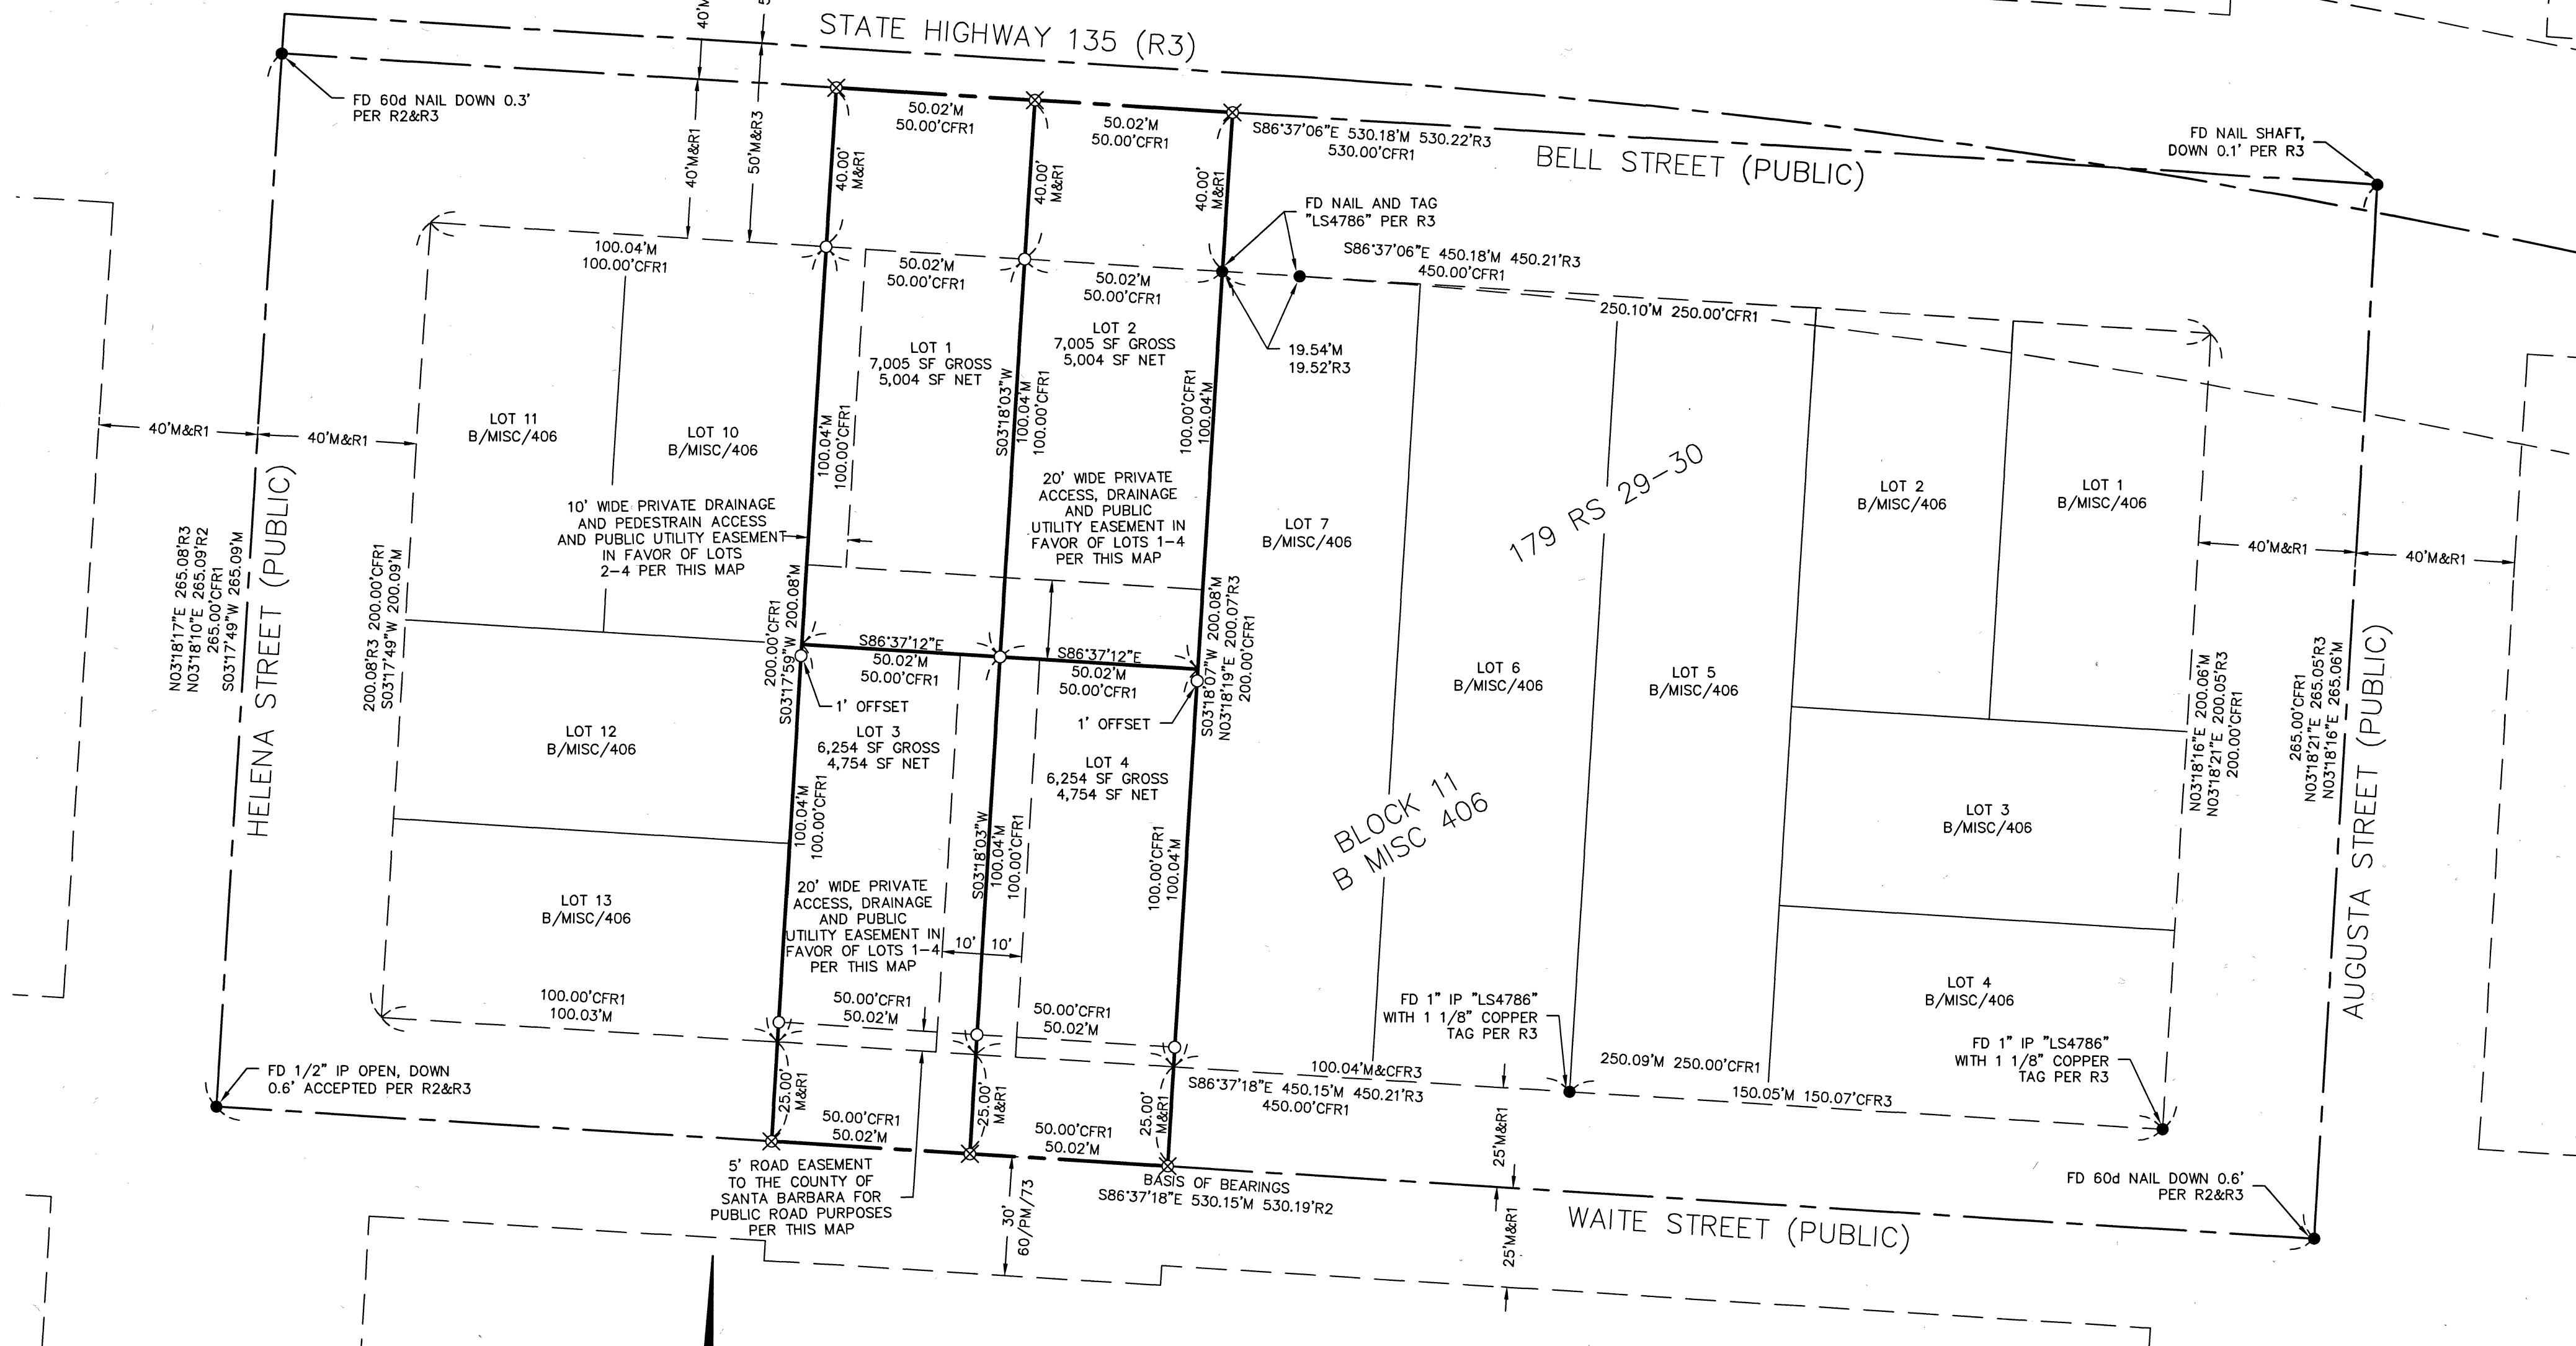 STATE HIGHWAY 135 (R3)
FD 60d NAIL DOWN 0.3'
PER R2&R3
40'M&R1
50'M&R3
50.02'M
50.00'CFR1
50.02'M
50.00'CFR1
40.00'
M&R1
40.00'
M&R1
40.00'
M&R1
S86°37'06"E 530.18'M 530.22'R3
530.00'CFR1
BELL STREET (PUBLIC)
FD NAIL SHAFT,
DOWN 0.1' PER R3
FD NAIL AND TAG
"LS4786" PER R3
S86°37'06"E 450.18'M 450.21'R3
450.00'CFR1
100.04'M
100.00'CFR1
50.02'M
50.00'CFR1
50.02'M
50.00'CFR1
250.10'M 250.00'CFR1
19.54'M
19.52'R3
LOT 1
7,005 SF GROSS
5,004 SF NET
LOT 2
7,005 SF GROSS
5,004 SF NET
100.04'M
100.00'CFR1
S03°18'03"W
100.04'M
100.00'CFR1
100.00'CFR1
100.04'M
LOT 11
B/MISC/406
LOT 10
B/MISC/406
40'M&R1
40'M&R1
10' WIDE PRIVATE DRAINAGE
AND PEDESTRAIN ACCESS
AND PUBLIC UTILITY EASEMENT
IN FAVOR OF LOTS
2-4 PER THIS MAP
20' WIDE PRIVATE
ACCESS, DRAINAGE
AND PUBLIC
UTILITY EASEMENT IN
FAVOR OF LOTS 1-4
PER THIS MAP
LOT 7
B/MISC/406
179 RS 29-30
LOT 2
B/MISC/406
LOT 1
B/MISC/406
40'M&R1
40'M&R1
N03°18'17"E 265.08'R3
N03°18'10"E 265.09'R2
265.00'CFR1
S03°17'49"W 265.09'M
HELENA STREET (PUBLIC)
200.08'R3 200.00'CFR1
S03°17'49"W 200.09'M
200.00'CFR1
S03°17'59"W 200.08'M
S86°37'12"E
50.02'M
50.00'CFR1
S86°37'12"E
50.02'M
50.00'CFR1
S03°18'07"W 200.08'M
N03°18'19"E 200.07'R3
200.00'CFR1
1' OFFSET
1' OFFSET
LOT 6
B/MISC/406
LOT 5
B/MISC/406
N03°18'16"E 200.06'M
N03°18'21"E 200.05'R3
200.00'CFR1
265.00'CFR1
N03°18'21"E 265.05'R3
N03°18'16"E 265.06'M
AUGUSTA STREET (PUBLIC)
LOT 12
B/MISC/406
LOT 3
6,254 SF GROSS
4,754 SF NET
LOT 4
6,254 SF GROSS
4,754 SF NET
100.04'M
100.00'CFR1
S03°18'03"W
100.04'M
100.00'CFR1
100.00'CFR1
100.04'M
BLOCK 11
B MISC 406
LOT 3
B/MISC/406
LOT 13
B/MISC/406
20' WIDE PRIVATE
ACCESS, DRAINAGE
AND PUBLIC
UTILITY EASEMENT IN
FAVOR OF LOTS 1-4
PER THIS MAP
10'
10'
LOT 4
B/MISC/406
100.00'CFR1
100.03'M
50.00'CFR1
50.02'M
50.00'CFR1
50.02'M
FD 1" IP "LS4786"
WITH 1 1/8" COPPER
TAG PER R3
FD 1" IP "LS4786"
WITH 1 1/8" COPPER
TAG PER R3
FD 1/2" IP OPEN, DOWN
0.6' ACCEPTED PER R2&R3
100.04'M&CFR3
250.09'M 250.00'CFR1
S86°37'18"E 450.15'M 450.21'R3
450.00'CFR1
150.05'M 150.07'CFR3
25.00'
M&R1
25.00'
M&R1
25.00'
M&R1
50.00'CFR1
50.02'M
50.00'CFR1
50.02'M
25'M&R1
25'M&R1
5' ROAD EASEMENT
TO THE COUNTY OF
SANTA BARBARA FOR
PUBLIC ROAD PURPOSES
PER THIS MAP
30'
60/PM/73
BASIS OF BEARINGS
S86°37'18"E 530.15'M 530.19'R2
WAITE STREET (PUBLIC)
FD 60d NAIL DOWN 0.6'
PER R2&R3